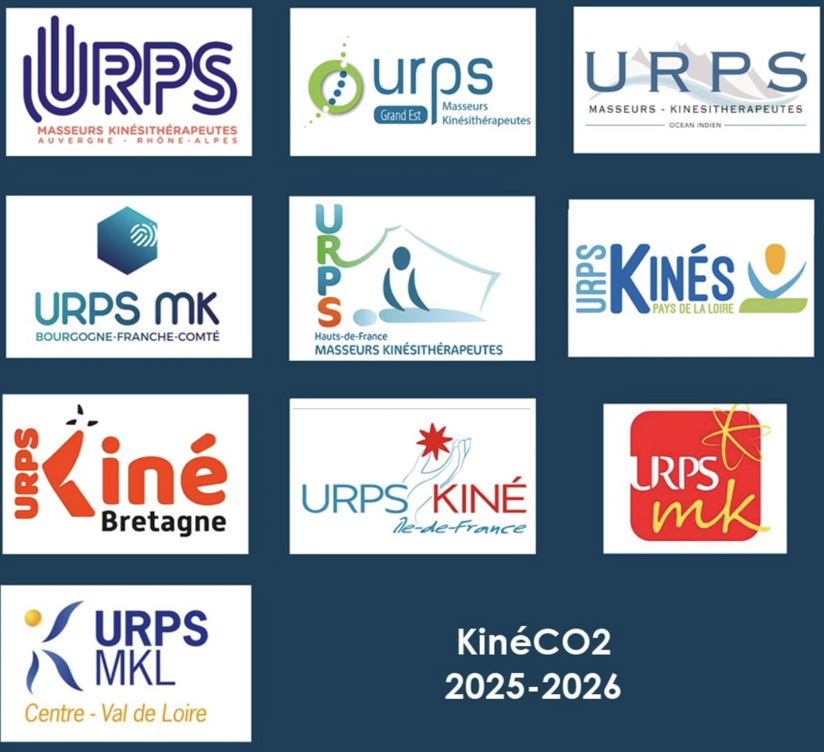 URPS
MASSEURS KINÉSITHÉRAPEUTES
AUVERGNE - RHÔNE-ALPES
urps
Grand Est
Masseurs
Kinésithérapeutes
URPS
MASSEURS - KINESITHERAPEUTES
OCEAN INDIEN
URPS MK
BOURGOGNE-FRANCHE-COMTÉ
URPS
Hauts-de-France
MASSEURS KINÉSITHÉRAPEUTES
URPS
KINÉS
PAYS DE LA LOIRE
URPS
Kiné
Bretagne
URPS KINÉ
île-de-France
URPS
mk
URPS
MKL
Centre - Val de Loire
KinéCO2
2025-2026